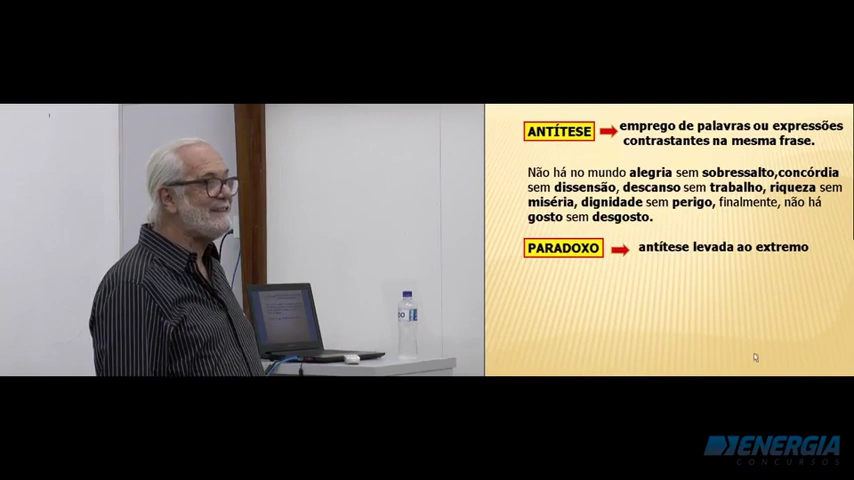 ANTÍTESE
emprego de palavras ou expressões
contrastantes na mesma frase.
Não há no mundo alegria sem sobressalto,concórdia
sem dissensão, descanso sem trabalho, riqueza sem
miséria, dignidade sem perigo, finalmente, não há
gosto sem desgosto.
PARADOXO
antítese levada ao extremo
ENERGIA
CONCURSOS